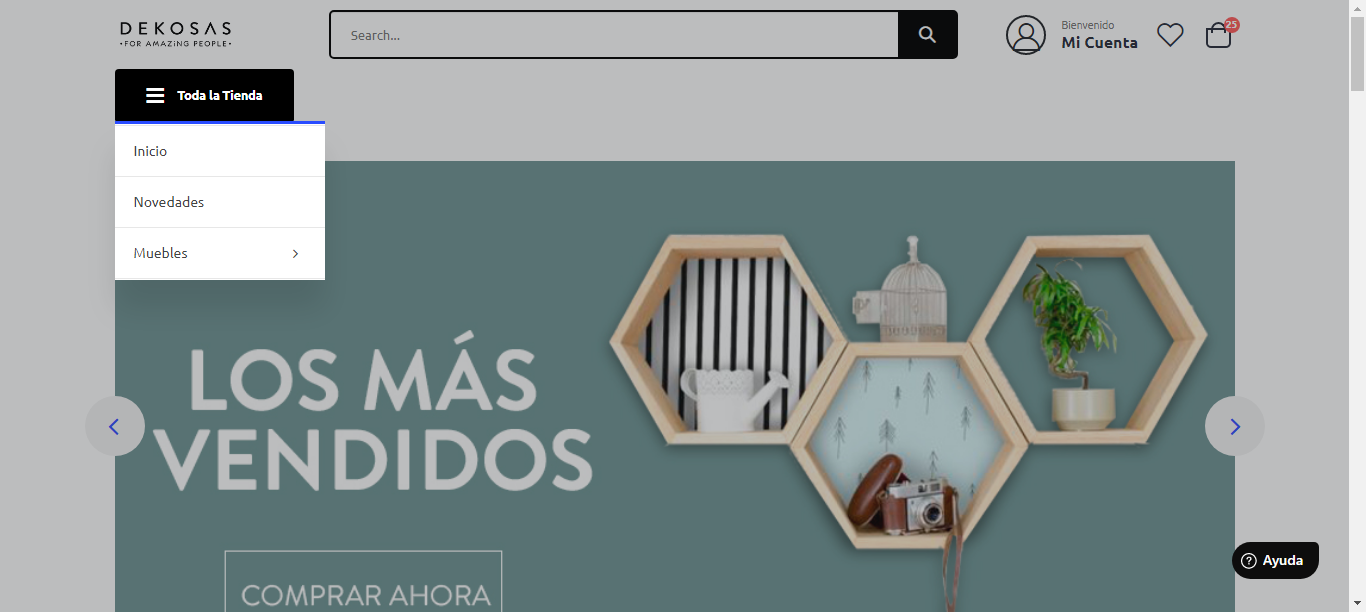 DEKOSAS
•FOR AMAZING PEOPLE•
Search...
Bienvenido
Mi Cuenta
25
Toda la Tienda
Inicio
Novedades
Muebles
LOS MÁS
VENDIDOS
COMPRAR AHORA
Ayuda